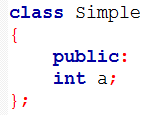 class Simple
{
    public:
    int a;
};